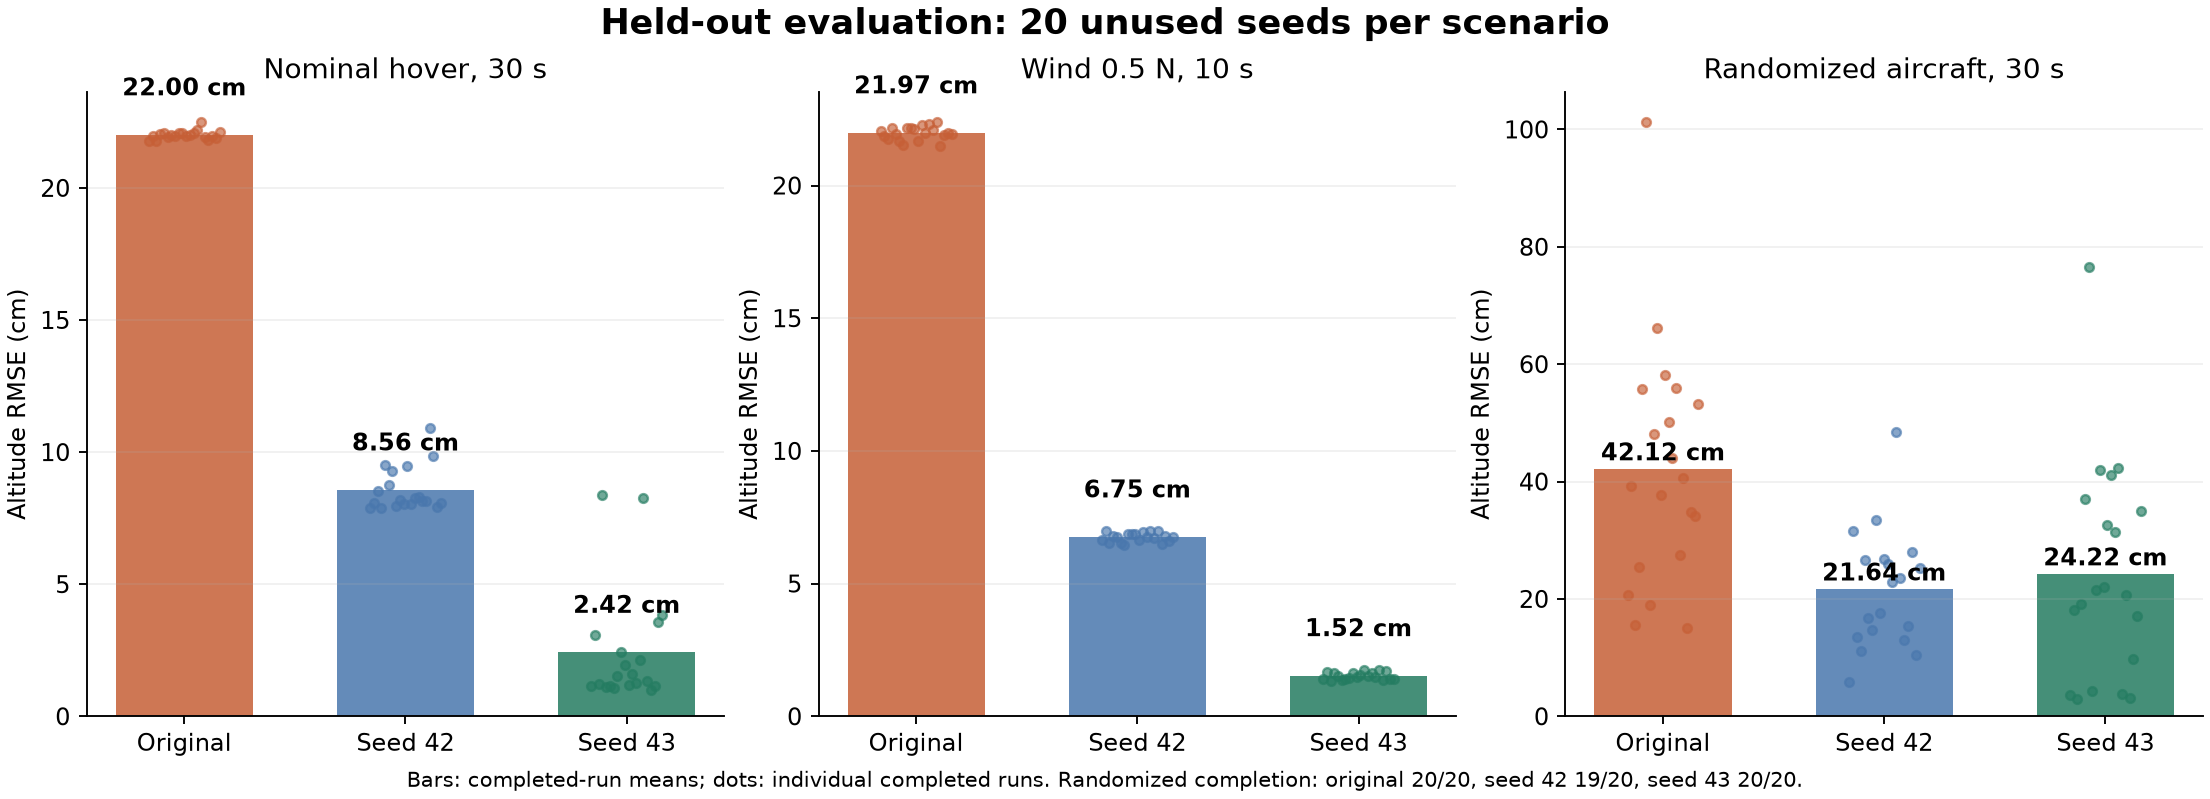 Held-out evaluation: 20 unused seeds per scenario
Nominal hover, 30 s
Altitude RMSE (cm)
20
15
10
5
0
22.00 cm
8.56 cm
2.42 cm
Original
Seed 42
Seed 43
Wind 0.5 N, 10 s
Altitude RMSE (cm)
20
15
10
5
0
21.97 cm
6.75 cm
1.52 cm
Original
Seed 42
Seed 43
Randomized aircraft, 30 s
Altitude RMSE (cm)
100
80
60
40
20
0
42.12 cm
21.64 cm
24.22 cm
Original
Seed 42
Seed 43
Bars: completed-run means; dots: individual completed runs. Randomized completion: original 20/20, seed 42 19/20, seed 43 20/20.